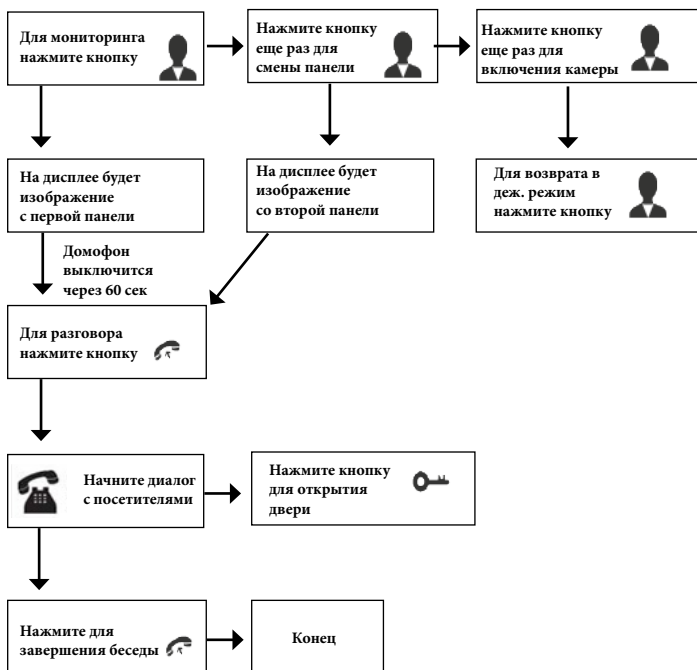 Для мониторинга
нажмите кнопку
Нажмите кнопку
еще раз для
смены панели
Нажмите кнопку
еще раз для
включения камеры
На дисплее будет
изображение
с первой панели
На дисплее будет
изображение
со второй панели
Для возврата в
деж. режим
нажмите кнопку
Домофон
выключится
через 60 сек
Для разговора
нажмите кнопку
Начните диалог
с посетителями
Нажмите кнопку
для открытия
двери
Нажмите для
завершения беседы
Конец